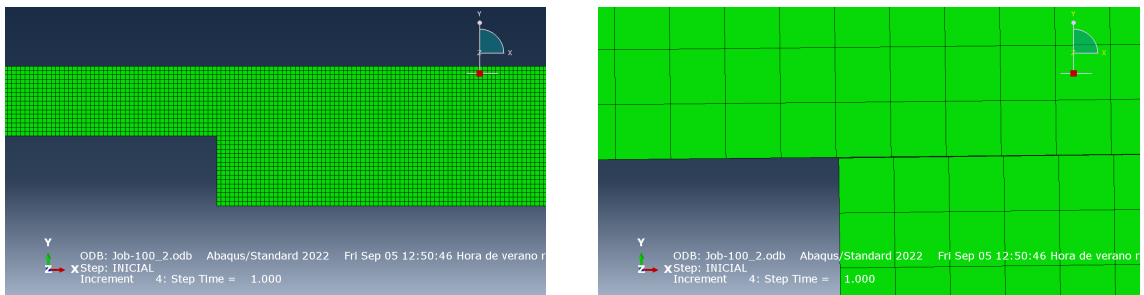 Y
X
Z
Y
ODB: Job-100_2.odb Abaqus/Standard 2022 Fri Sep 05 12:50:46 Hora de verano r
Z X Step: INICIAL
Increment 4: Step Time = 1.000
Y
X
Z
Y
ODB: Job-100_2.odb Abaqus/Standard 2022 Fri Sep 05 12:50:46 Hora de verano r
Z X Step: INICIAL
Increment 4: Step Time = 1.000